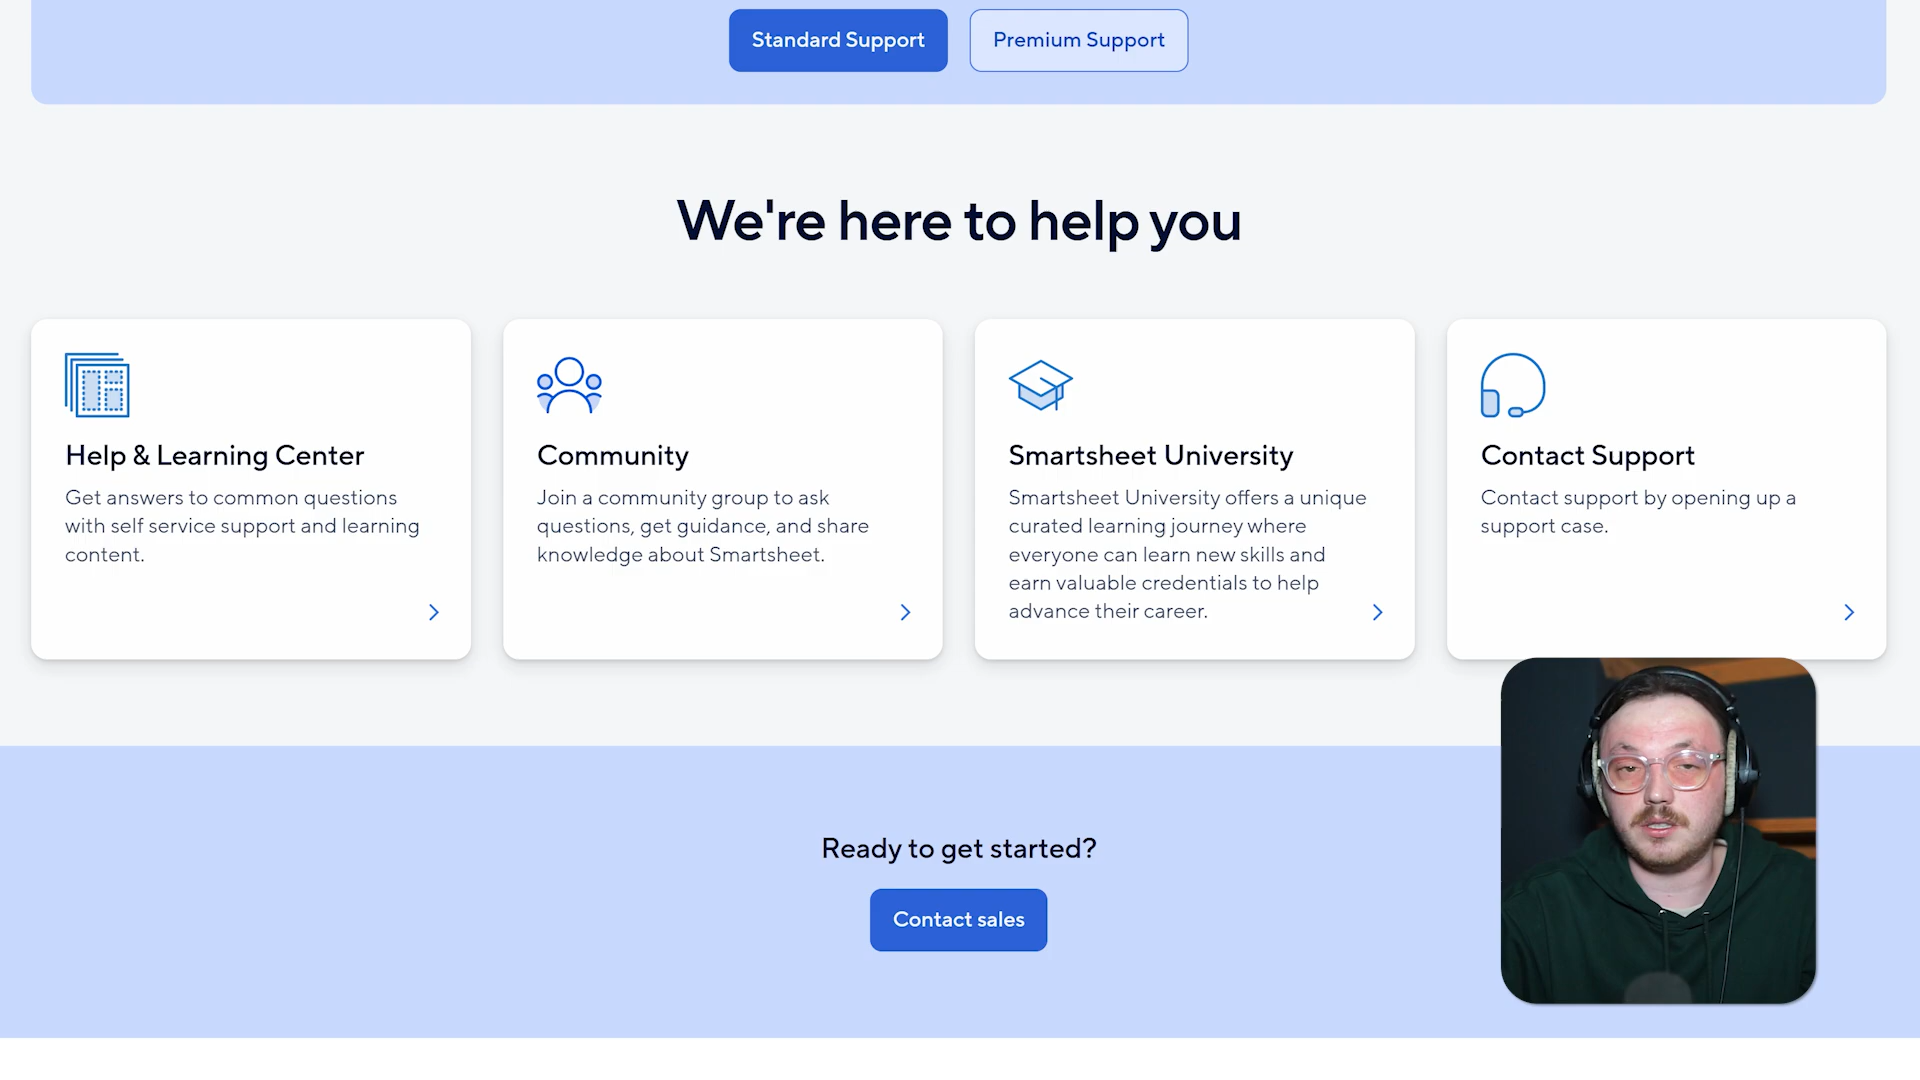 Standard Support
Premium Support
We're here to help you
Help & Learning Center
Get answers to common questions
with self service support and learning
content.
Community
Join a community group to ask
questions, get guidance, and share
knowledge about Smartsheet.
Smartsheet University
Smartsheet University offers a unique
curated learning journey where
everyone can learn new skills and
earn valuable credentials to help
advance their career.
Contact Support
Contact support by opening up a
support case.
Ready to get started?
Contact sales